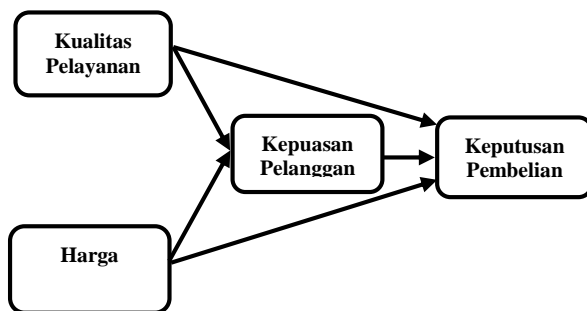 Kualitas
Pelayanan
Kepuasan
Pelanggan
Keputusan
Pembelian
Harga